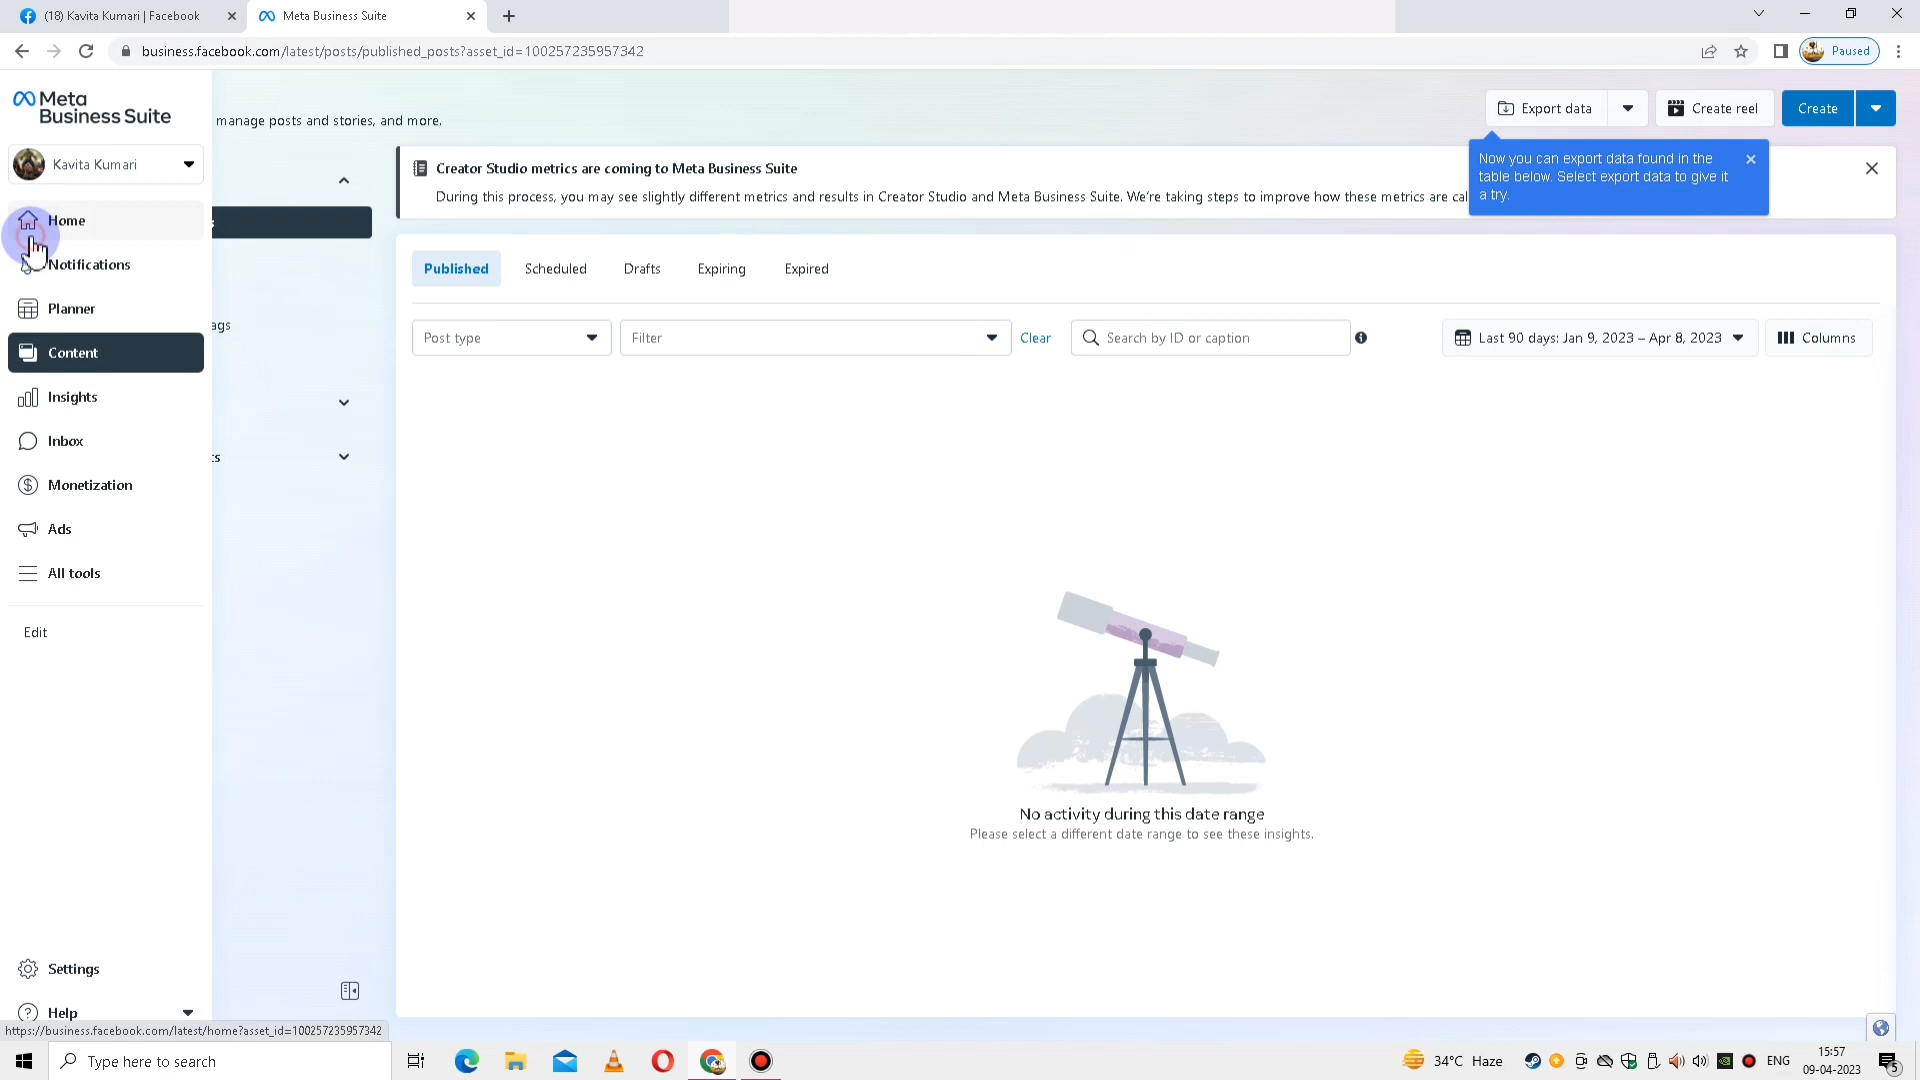 (18) Kavita Kumari | Facebook
Meta Business Suite
business.facebook.com/latest/posts/published_posts?asset_id=100257235957342
Paused
Meta
Business Suite
manage posts and stories, and more.
Export data
Create reel
Create
Kavita Kumari
Creator Studio metrics are coming to Meta Business Suite
During this process, you may see slightly different metrics and results in Creator Studio and Meta Business Suite. We're taking steps to improve how these metrics are cal
Now you can export data found in the
table below. Select export data to give it
a try.
Home
Notifications
Planner
Content
Insights
Inbox
Monetization
Ads
All tools
Edit
Settings
Help
s
ags
ts
Published
Scheduled
Drafts
Expiring
Expired
Post type
Filter
Clear
Search by ID or caption
Last 90 days: Jan 9, 2023 – Apr 8, 2023
Columns
No activity during this date range
Please select a different date range to see these insights.
https://business.facebook.com/latest/home?asset_id=100257235957342
Type here to search
34°C Haze
ENG
15:57
09-04-2023
5